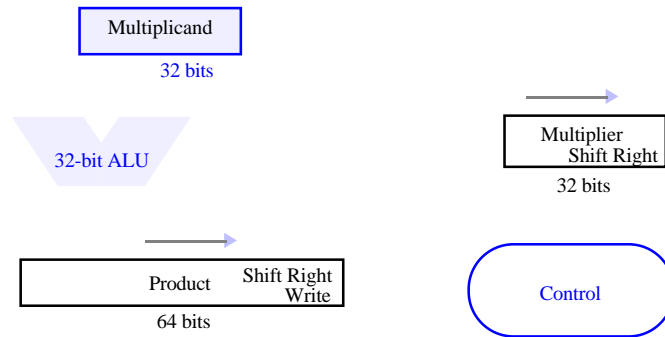 Multiplicand
32 bits
32-bit ALU
Multiplier
Shift Right
32 bits
Product
Shift Right
Write
64 bits
Control